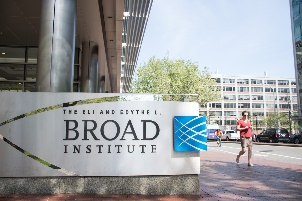 THE ELI AND EDYTHE L.
BROAD
INSTITUTE